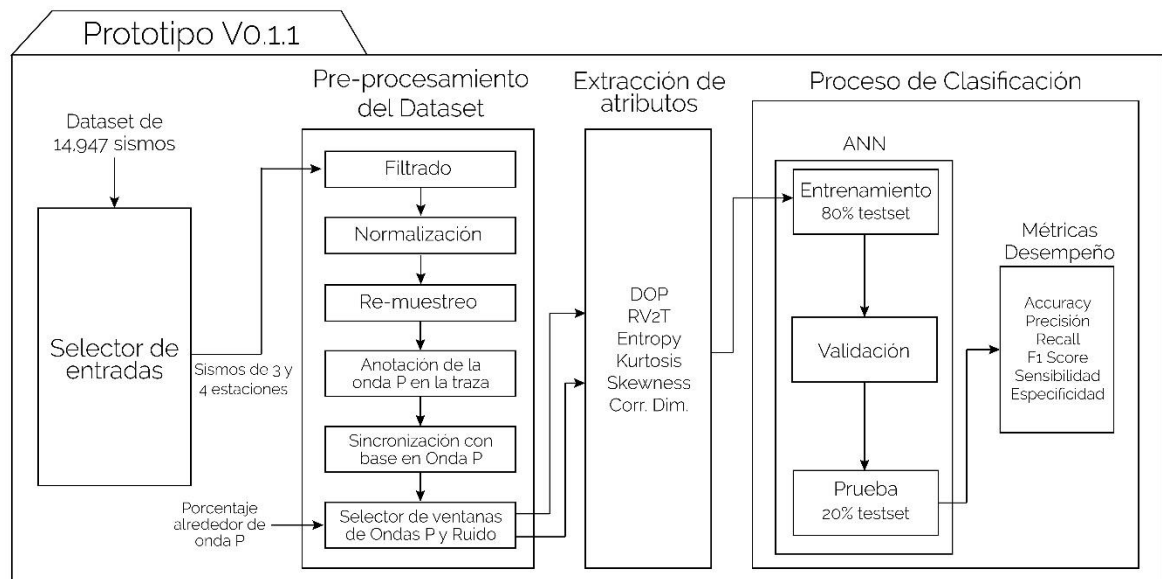 Prototipo V0.1.1
Dataset de
14,947 sismos
Selector de
entradas
Sismos de 3 y
4 estaciones
Pre-procesamiento
del Dataset
Filtrado
Normalización
Re-muestreo
Anotación de la
onda P en la traza
Sincronización con
base en Onda P
Porcentaje
alrededor de
onda P
Selector de ventanas
de Ondas P y Ruido
Extracción de
atributos
DOP
RV2T
Entropy
Kurtosis
Skewness
Corr. Dim.
Proceso de Clasificación
ANN
Entrenamiento
80% testset
Validación
Prueba
20% testset
Métricas
Desempeño
Accuracy
Precisión
Recall
F1 Score
Sensibilidad
Especificidad